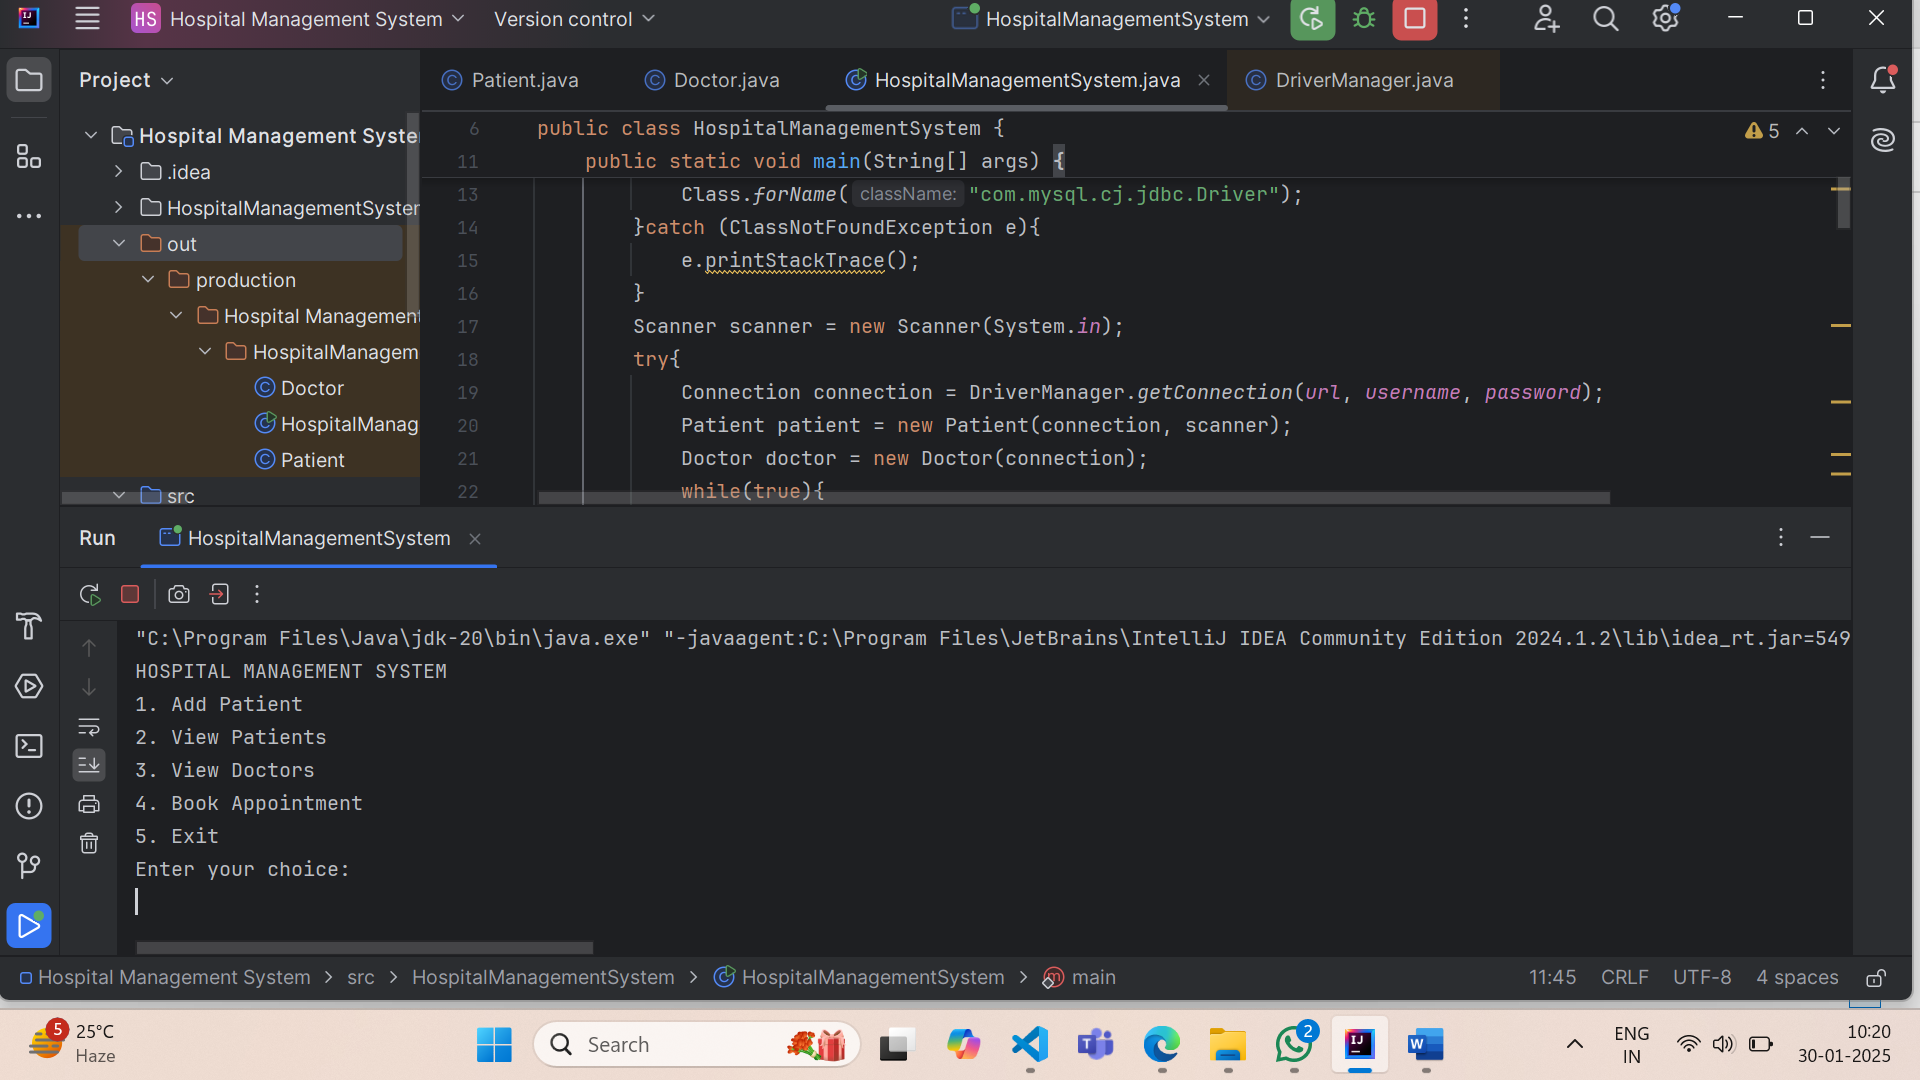 HS Hospital Management System Version control HospitalManagementSystem
Project
Patient.java Doctor.java HospitalManagementSystem.java DriverManager.java
Hospital Management Syste
.idea
HospitalManagementSyster
out
production
Hospital Management
HospitalManagem
Doctor
HospitalManag
Patient
src
6 public class HospitalManagementSystem {
5
11 public static void main(String[] args) {
13 Class.forName( className: "com.mysql.cj.jdbc.Driver");
14 }catch (ClassNotFoundException e){
15 e.printStackTrace();
16 }
17 Scanner scanner = new Scanner(System.in);
18 try{
19 Connection connection = DriverManager.getConnection(url, username, password);
20 Patient patient = new Patient(connection, scanner);
21 Doctor doctor = new Doctor(connection);
22 while(true){
Run HospitalManagementSystem
"C:\Program Files\Java\jdk-20\bin\java.exe" "-javaagent:C:\Program Files\JetBrains\IntelliJ IDEA Community Edition 2024.1.2\lib\idea_rt.jar=549
HOSPITAL MANAGEMENT SYSTEM
1. Add Patient
2. View Patients
3. View Doctors
4. Book Appointment
5. Exit
Enter your choice:
Hospital Management System > src > HospitalManagementSystem > HospitalManagementSystem > main
11:45 CRLF UTF-8 4 spaces
5 25°C
Haze
Search
2
ENG
IN
10:20
30-01-2025